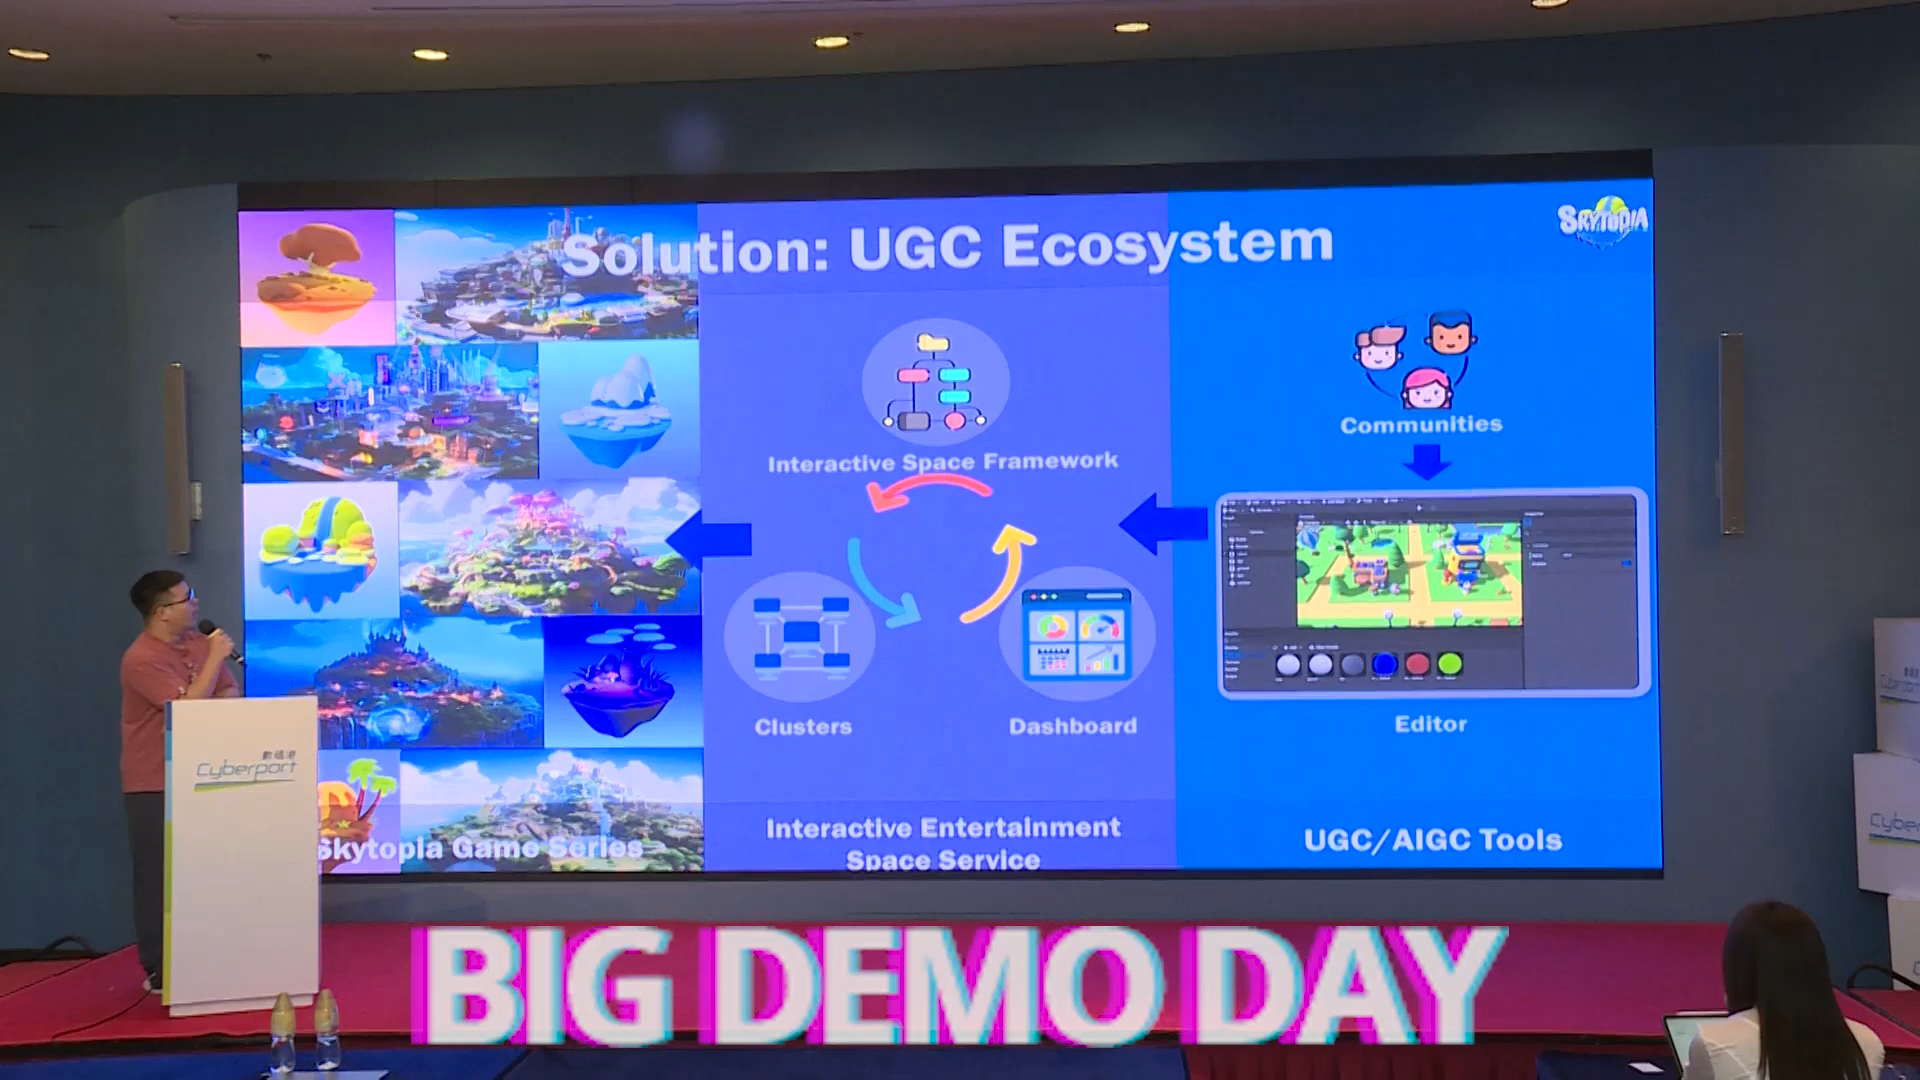 Solution: UGC Ecosystem
SKYTOPIA
Interactive Space Framework
Communities
Clusters
Dashboard
Editor
Skytopia Game Series
Interactive Entertainment
Space Service
UGC/AIGC Tools
數碼港
Cyberport
BIG DEMO DAY